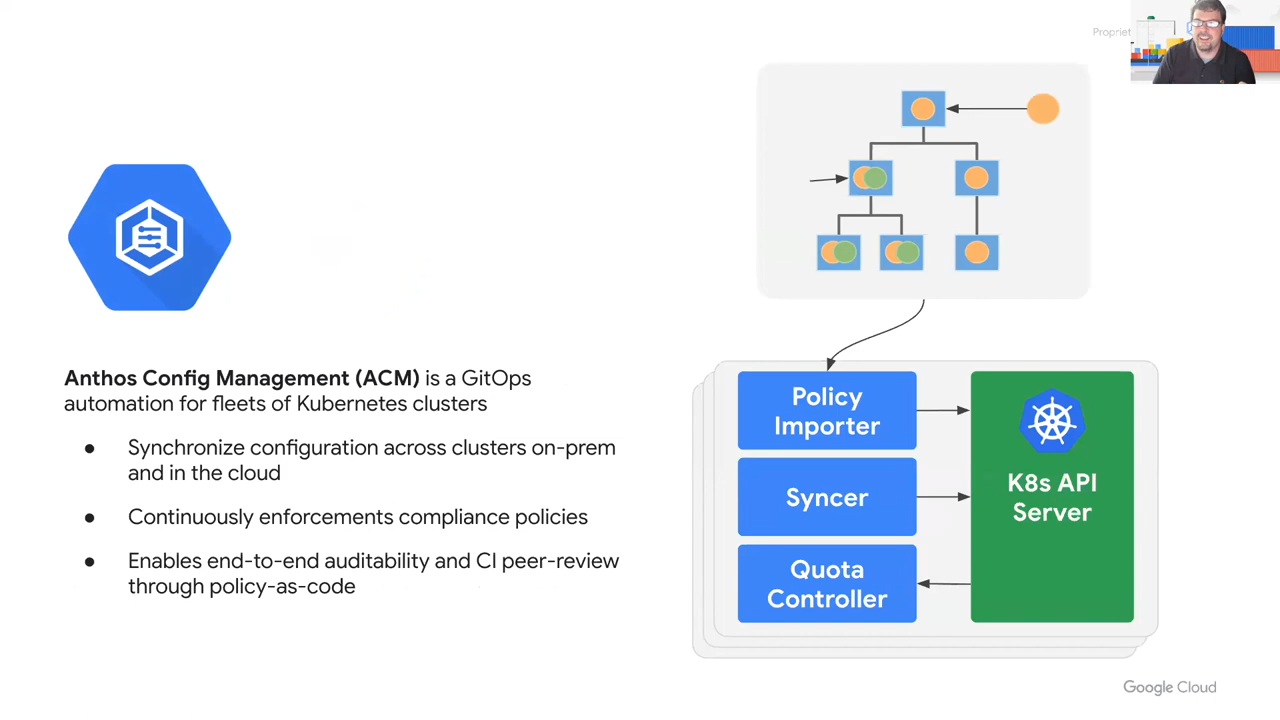 Propriet
Anthos Config Management (ACM) is a GitOps
automation for fleets of Kubernetes clusters
● Synchronize configuration across clusters on-prem
and in the cloud
● Continuously enforcements compliance policies
● Enables end-to-end auditability and CI peer-review
through policy-as-code
Policy
Importer
Syncer
Quota
Controller
K8s API
Server
Google Cloud